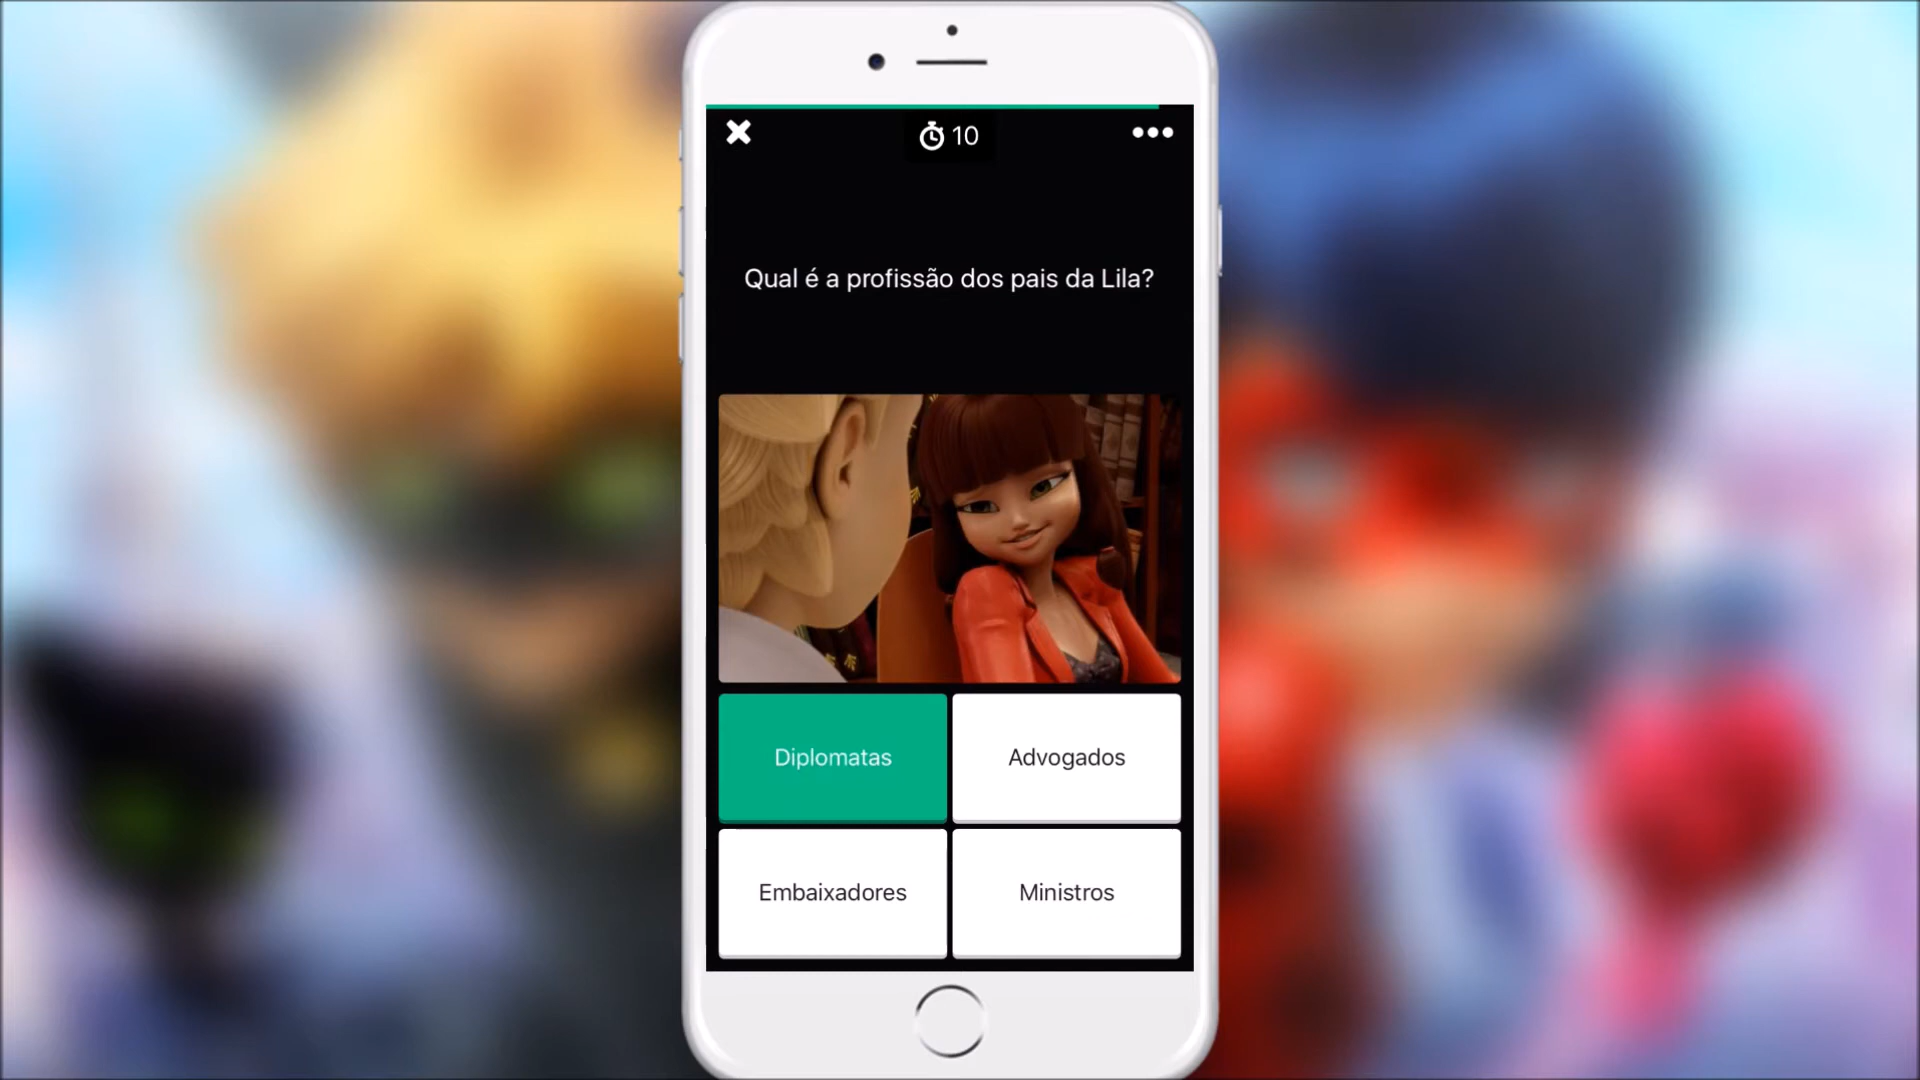 10
Qual é a profissão dos pais da Lila?
Diplomatas
Advogados
Embaixadores
Ministros